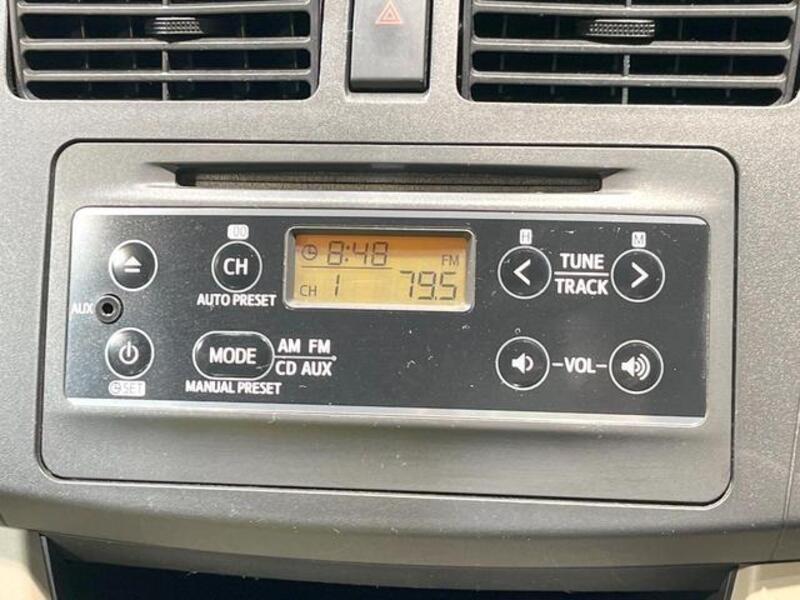 :00
H
M
CH
AUTO PRESET
8:48
FM
CH 1 79.5
TUNE
TRACK
AUX
SET
MODE
AM FM
CD AUX
MANUAL PRESET
-VOL-